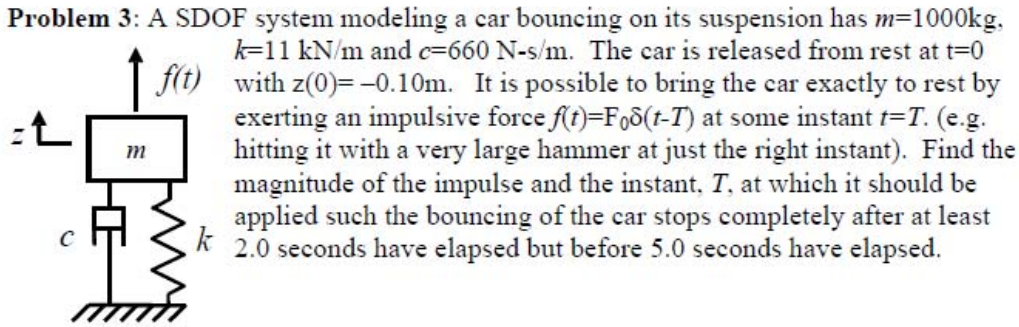 Problem 3: A SDOF system modeling a car bouncing on its suspension has m=1000kg,
k=11 kN/m and c=660 N-s/m. The car is released from rest at t=0
with z(0)= –0.10m. It is possible to bring the car exactly to rest by
exerting an impulsive force f(t)=F₀δ(t-T) at some instant t=T. (e.g.
hitting it with a very large hammer at just the right instant). Find the
magnitude of the impulse and the instant, T, at which it should be
applied such the bouncing of the car stops completely after at least
2.0 seconds have elapsed but before 5.0 seconds have elapsed.
f(t)
z
m
c
k